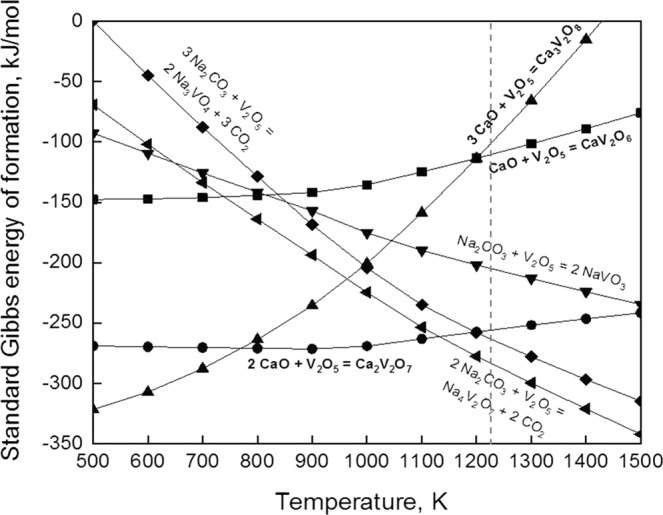 Standard Gibbs energy of formation, kJ/mol
0
-50
-100
-150
-200
-250
-300
-350
3 Na₂CO₃ + V₂O₅ =
2 Na₃VO₄ + 3 CO₂
3 CaO + V₂O₅ = Ca₃V₂O₈
CaO + V₂O₅ = CaV₂O₆
Na₂CO₃ + V₂O₅ = 2 NaVO₃
2 CaO + V₂O₅ = Ca₂V₂O₇
2 Na₂CO₃ + V₂O₅ =
Na₄V₂O₇ + 2 CO₂
500 600 700 800 900 1000 1100 1200 1300 1400 1500
Temperature, K